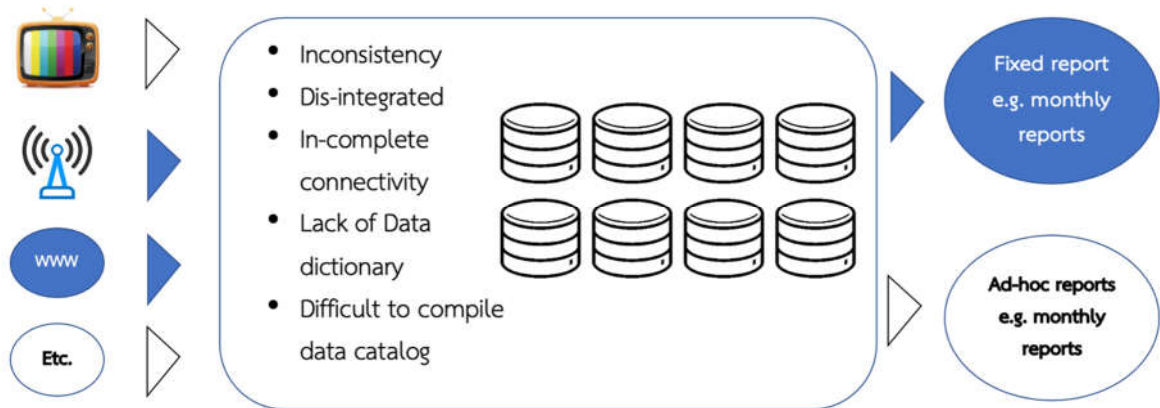 www
Etc.
• Inconsistency
• Dis-integrated
• In-complete
connectivity
• Lack of Data
dictionary
• Difficult to compile
data catalog
Fixed report
e.g. monthly
reports
Ad-hoc reports
e.g. monthly
reports